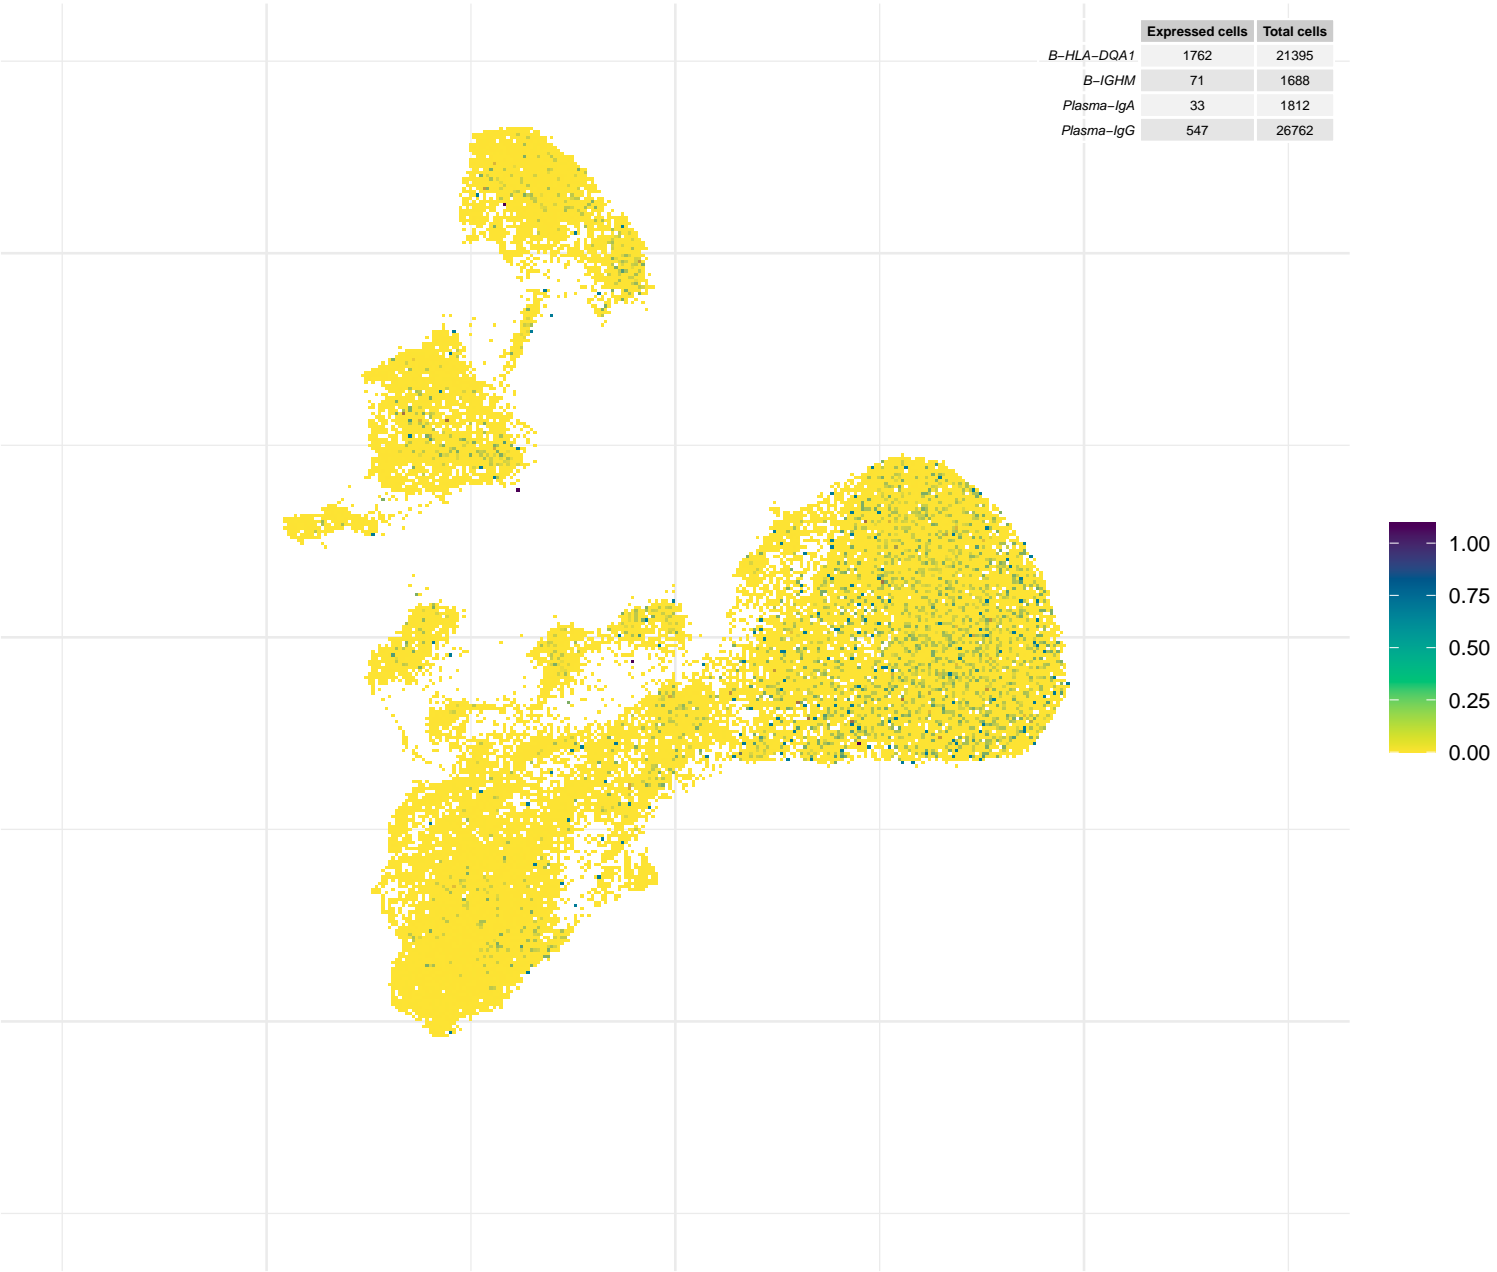 Expressed cells Total cells
B−HLA−DQA1 1762 21395
B−IGHM 71 1688
Plasma−IgA 33 1812
Plasma−IgG 547 26762
1.00
0.75
0.50
0.25
0.00